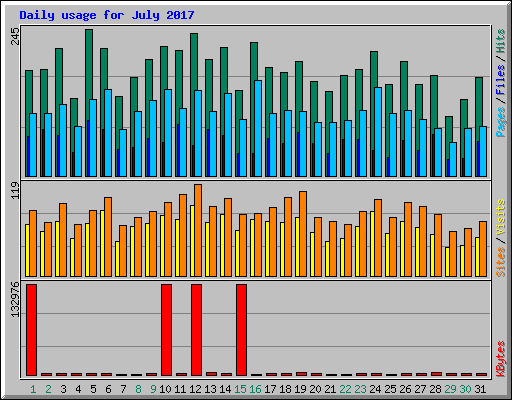 Daily usage for July 2017
245
Pages / Files / Hits
119
Sites / Visits
132976
KBytes
1 2 3 4 5 6 7 8 9 10 11 12 13 14 15 16 17 18 19 20 21 22 23 24 25 26 27 28 29 30 31